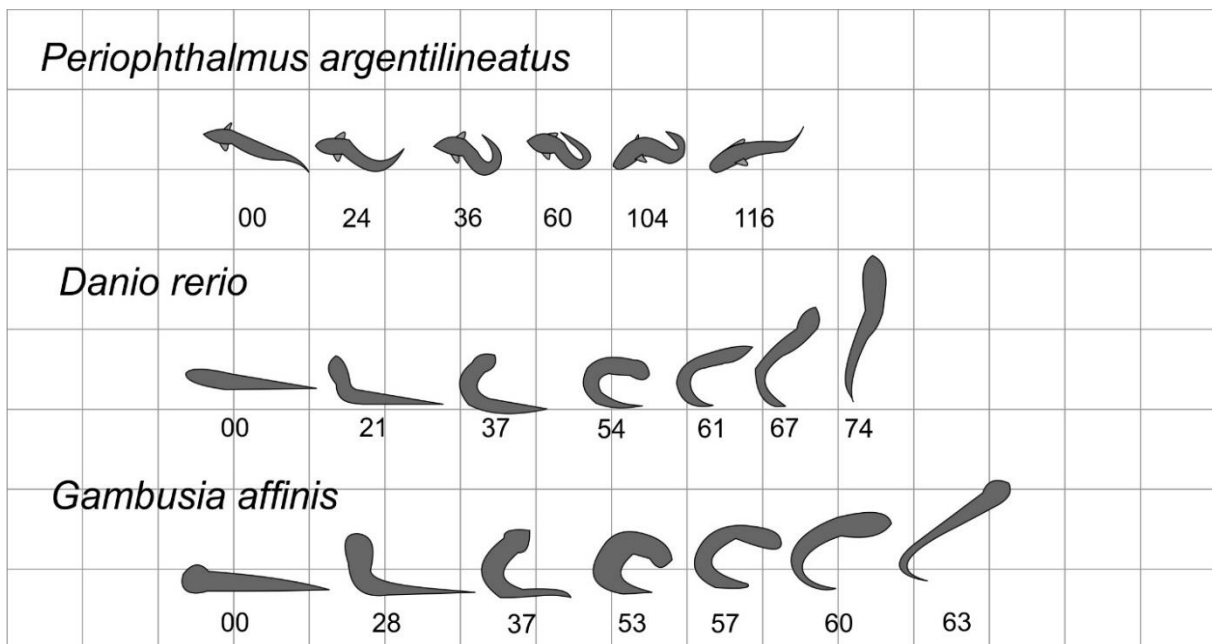 Periophthalmus argentilineatus
00 24 36 60 104 116
Danio rerio
00 21 37 54 61 67 74
Gambusia affinis
00 28 37 53 57 60 63